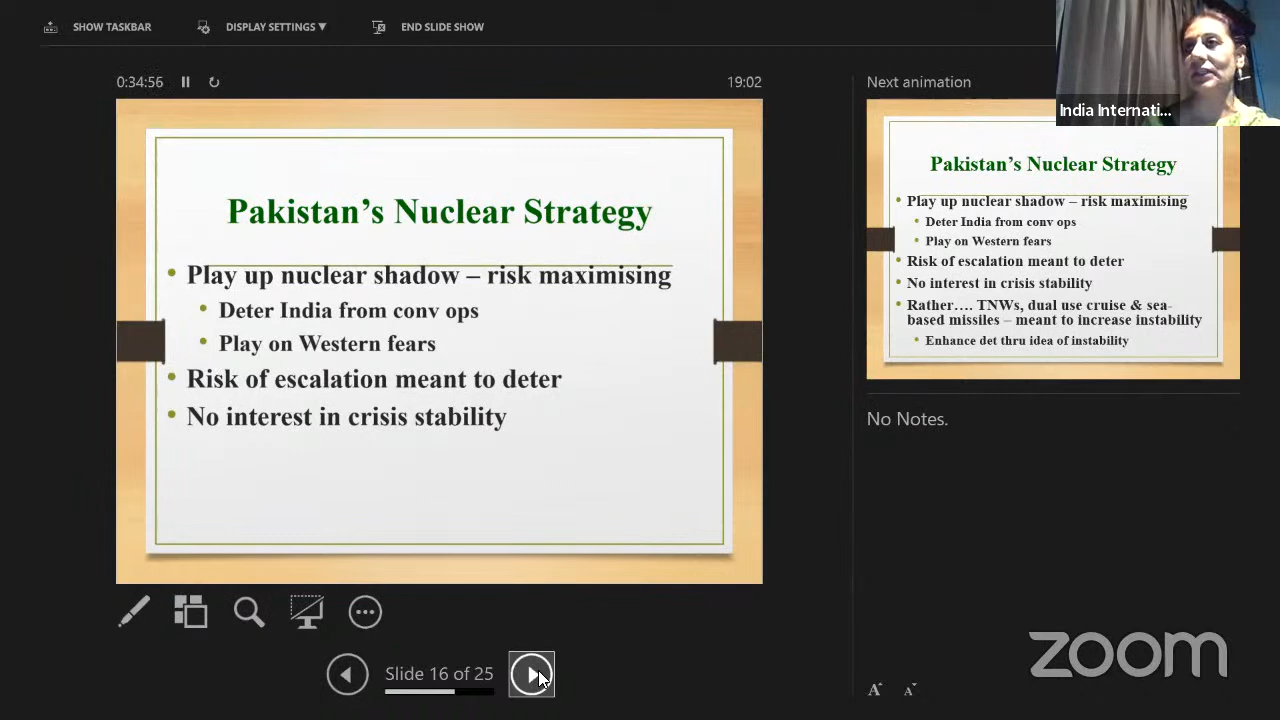 SHOW TASKBAR
DISPLAY SETTINGS ▼
END SLIDE SHOW
0:34:56
19:02
Pakistan's Nuclear Strategy
• Play up nuclear shadow – risk maximising
• Deter India from conv ops
• Play on Western fears
• Risk of escalation meant to deter
• No interest in crisis stability
Slide 16 of 25
Next animation
India Internati...
Pakistan's Nuclear Strategy
• Play up nuclear shadow – risk maximising
• Deter India from conv ops
• Play on Western fears
• Risk of escalation meant to deter
• No interest in crisis stability
• Rather…. TNWs, dual use cruise & sea-
based missiles – meant to increase instability
• Enhance det thru idea of instability
No Notes.
A A
zoom